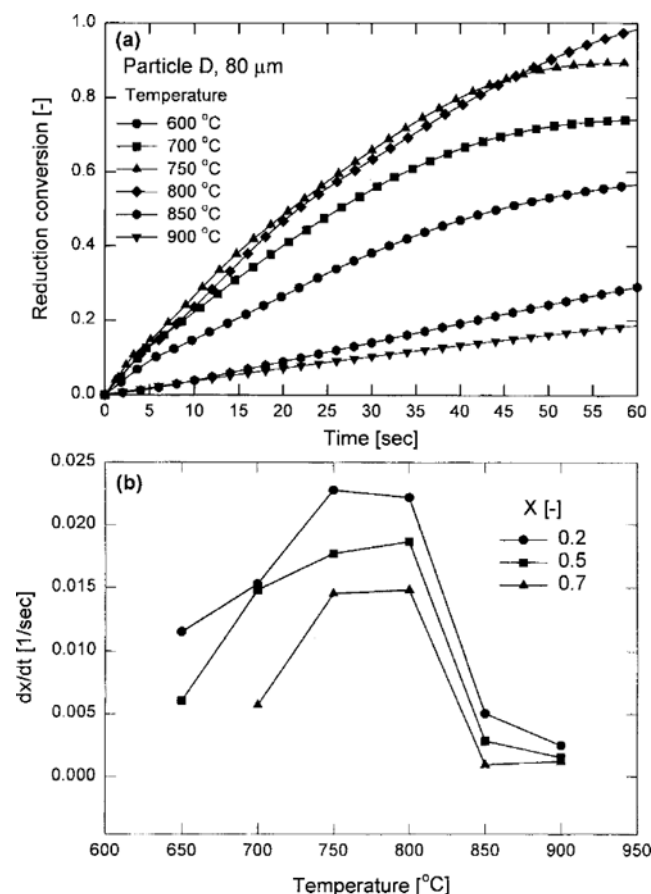 (a)
Particle D, 80 μm
Temperature
600 °C
700 °C
750 °C
800 °C
850 °C
900 °C
Reduction conversion [-]
1.0
0.8
0.6
0.4
0.2
0.0
0 5 10 15 20 25 30 35 40 45 50 55 60
Time [sec]
(b)
X [-]
0.2
0.5
0.7
dx/dt [1/sec]
0.025
0.020
0.015
0.010
0.005
0.000
600 650 700 750 800 850 900 950
Temperature [°C]